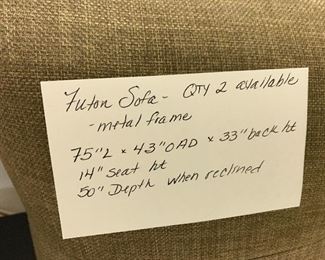 Futon Sofa - QTY 2 available
- metal frame
75"L x 43"OAD x 33"back ht
14" seat ht
50" Depth when reclined